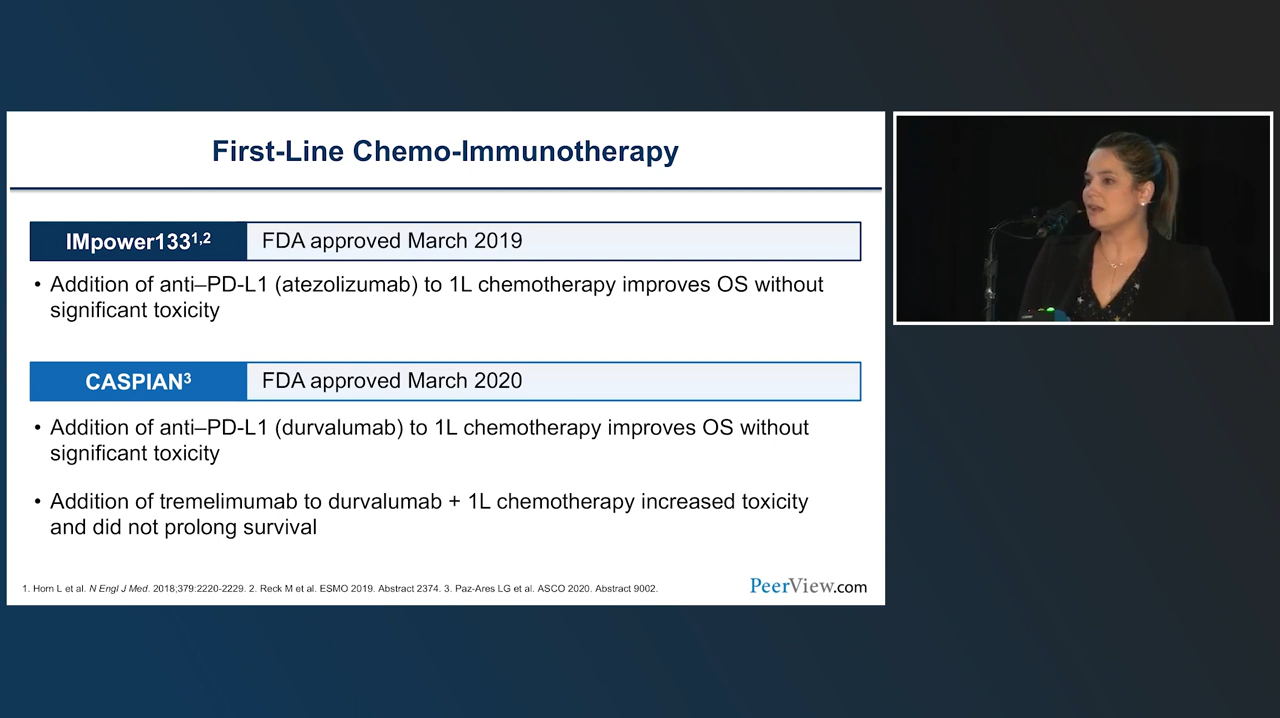 First-Line Chemo-Immunotherapy
IMpower133¹,²
FDA approved March 2019
• Addition of anti–PD-L1 (atezolizumab) to 1L chemotherapy improves OS without
significant toxicity
CASPIAN³
FDA approved March 2020
• Addition of anti–PD-L1 (durvalumab) to 1L chemotherapy improves OS without
significant toxicity
• Addition of tremelimumab to durvalumab + 1L chemotherapy increased toxicity
and did not prolong survival
1. Horn L et al. N Engl J Med. 2018;379:2220-2229. 2. Reck M et al. ESMO 2019. Abstract 2374. 3. Paz-Ares LG et al. ASCO 2020. Abstract 9002.
PeerView.com